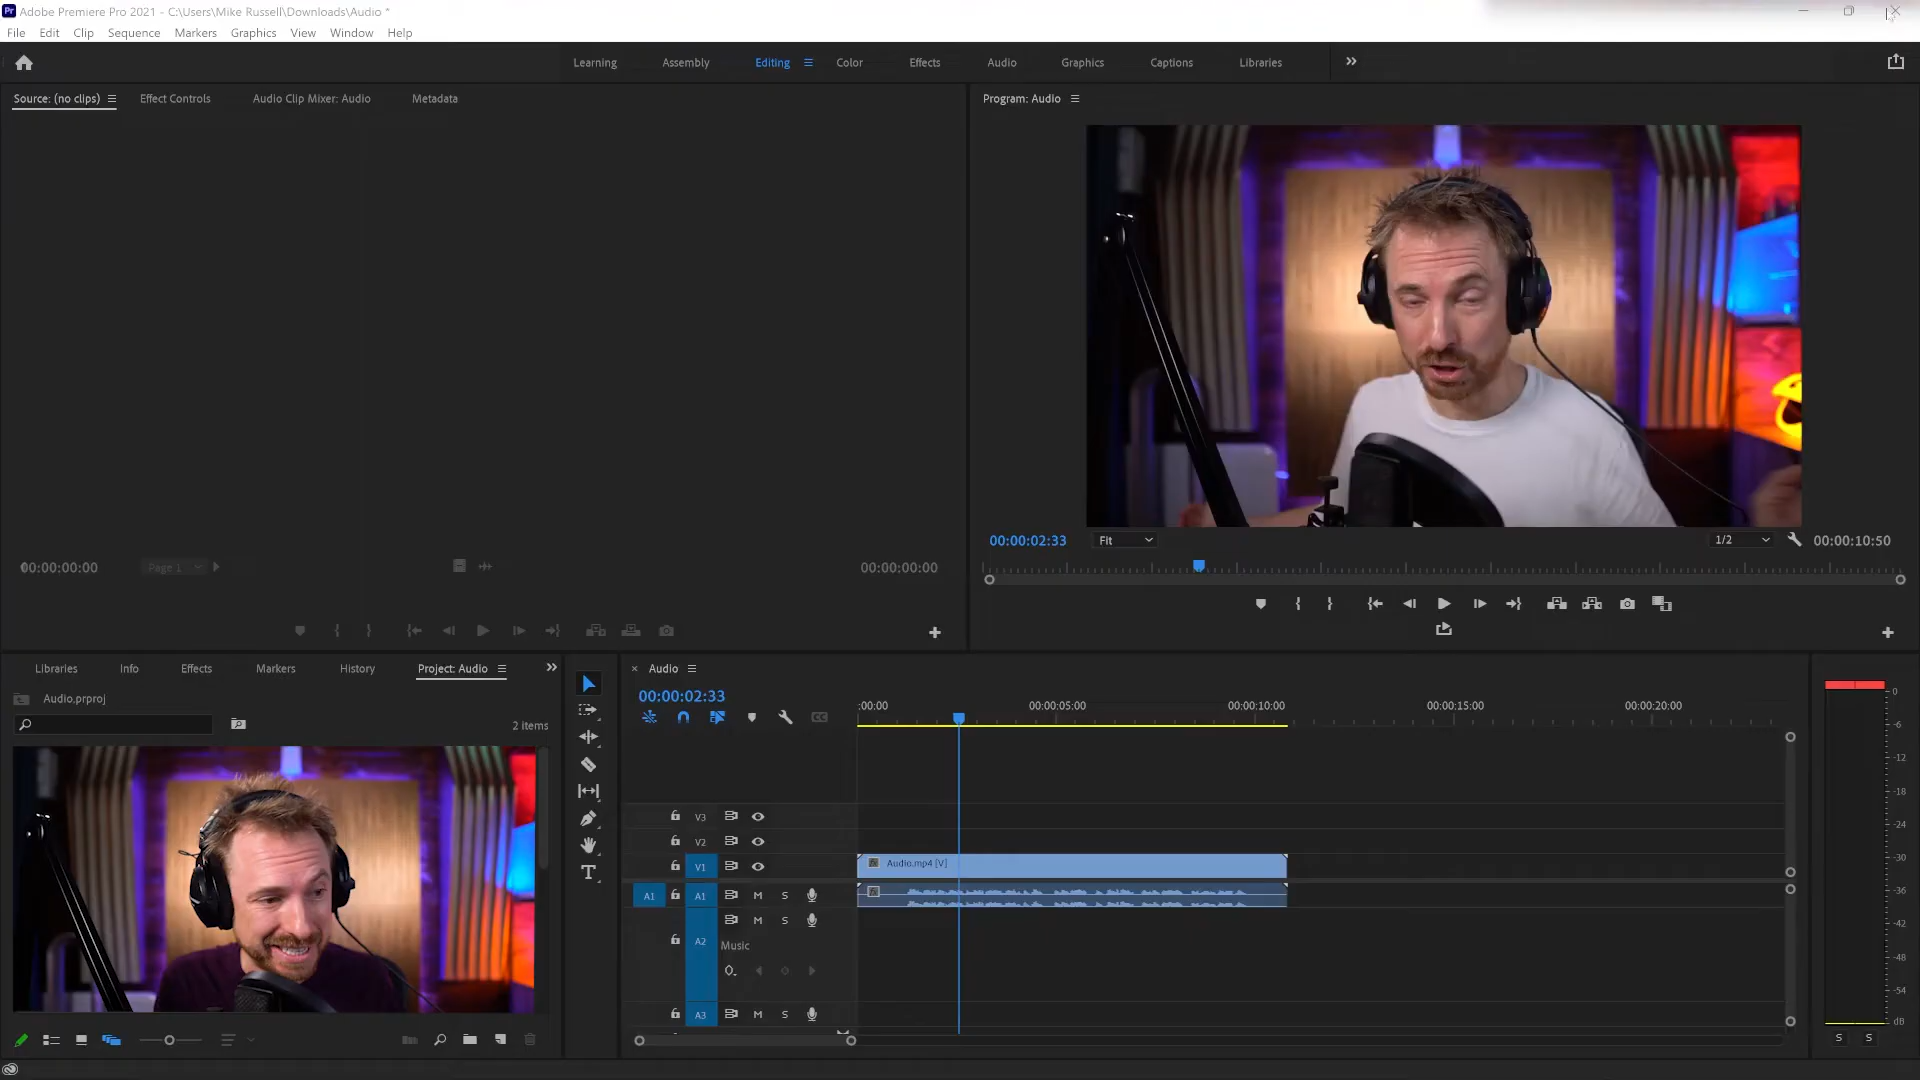 Pr Adobe Premiere Pro 2021 - C:\Users\Mike Russell\Downloads\Audio *
File Edit Clip Sequence Markers Graphics View Window Help
Learning Assembly Editing Color Effects Audio Graphics Captions Libraries
Source: (no clips) Effect Controls Audio Clip Mixer: Audio Metadata
Program: Audio
00:00:02:33 Fit 1/2 00:00:10:50
00:00:00:00 Page 1 00:00:00:00
Libraries Info Effects Markers History Project: Audio
Audio.prproj
2 items
Audio
00:00:02:33
:00:00 00:00:05:00 00:00:10:00 00:00:15:00 00:00:20:00
V3
V2
V1 Audio.mp4 [V]
A1 A1 M S
M S
A2 Music
A3 M S
0
-6
-12
-18
-24
-30
-36
-42
-48
-54
dB
S S